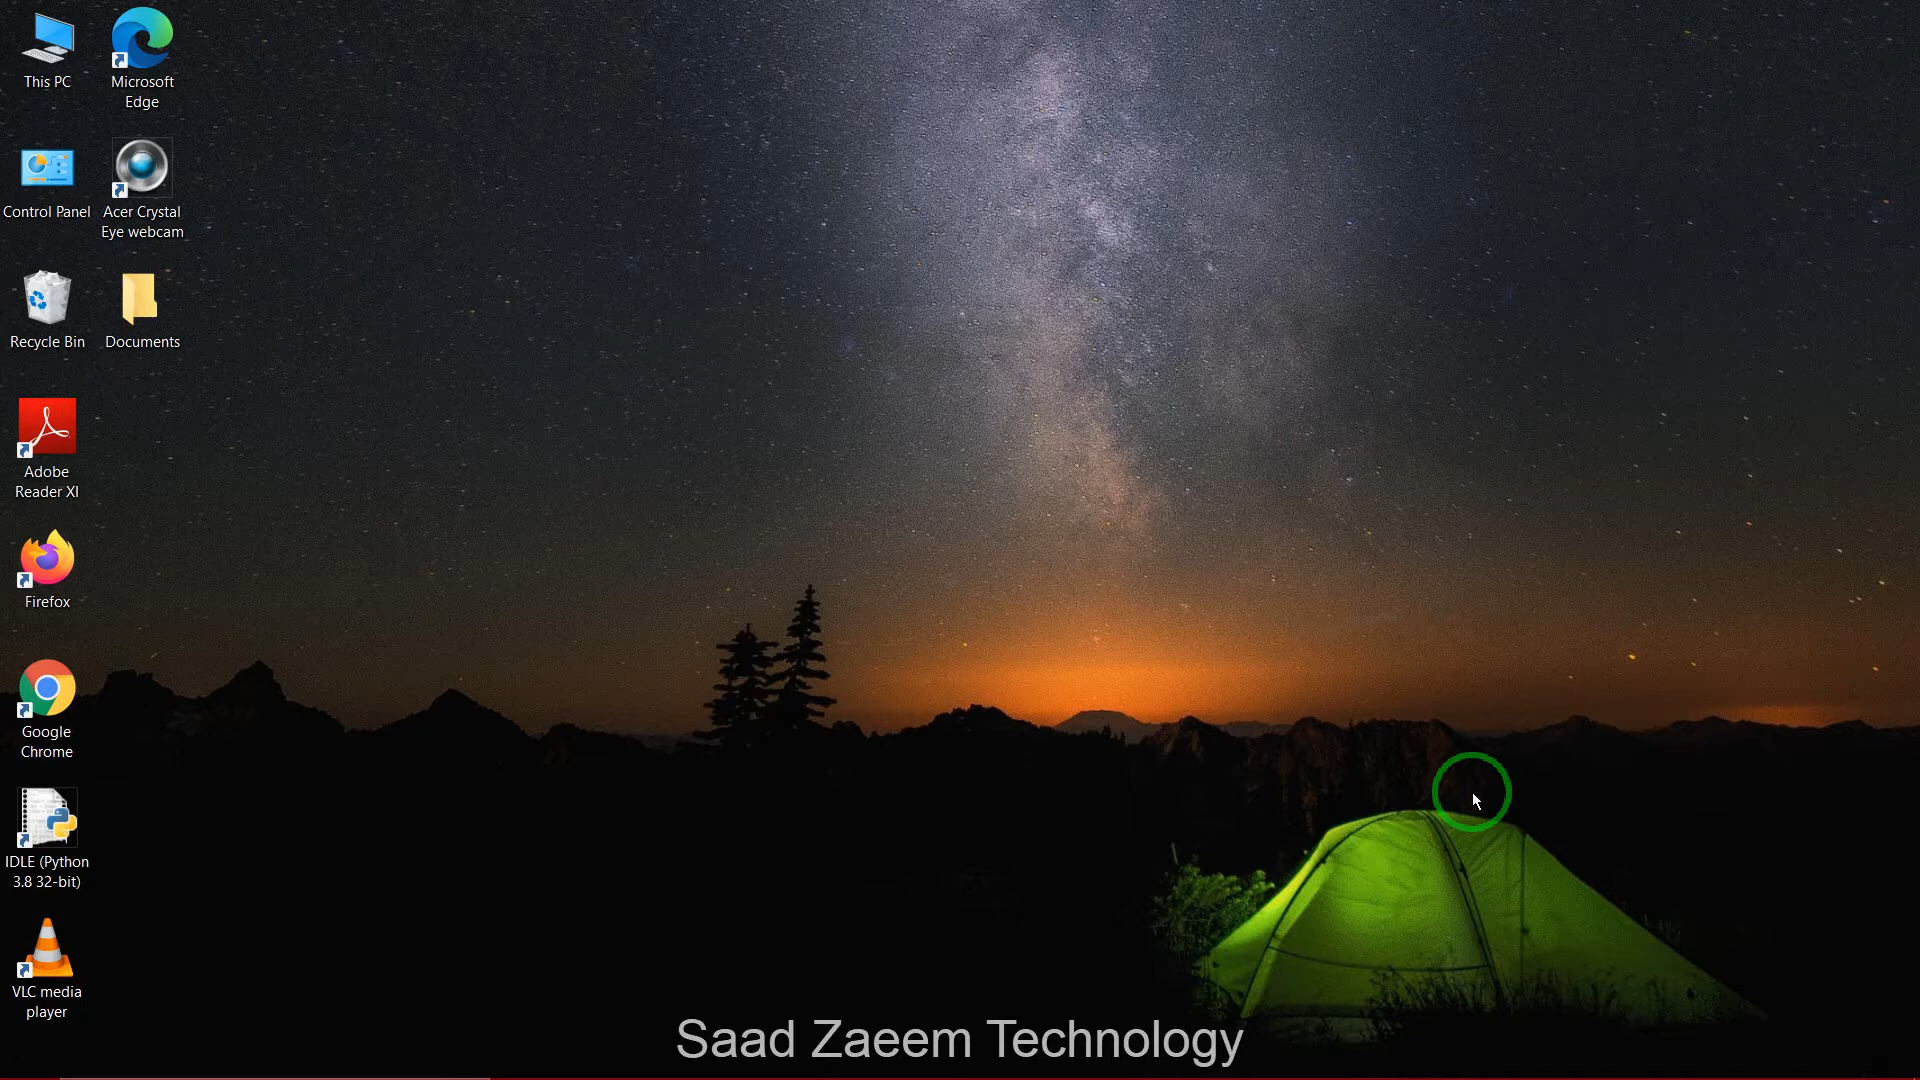 This PC
Microsoft
Edge
Control Panel
Acer Crystal
Eye webcam
Recycle Bin
Documents
Adobe
Reader XI
Firefox
Google
Chrome
IDLE (Python
3.8 32-bit)
VLC media
player
Saad Zaeem Technology